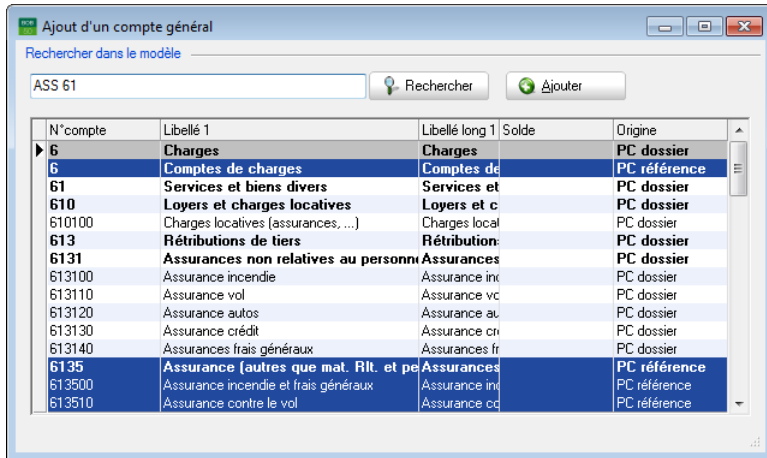 Ajout d'un compte général
Rechercher dans le modèle
ASS 61 Rechercher Ajouter
N°compte Libellé 1 Libellé long 1 Solde Origine
6 Charges Charges PC dossier
6 Comptes de charges Comptes de PC référence
61 Services et biens divers Services et PC dossier
610 Loyers et charges locatives Loyers et c PC dossier
610100 Charges locatives (assurances, ...) Charges local PC dossier
613 Rétributions de tiers Rétribution PC dossier
6131 Assurances non relatives au personne Assurances PC dossier
613100 Assurance incendie Assurance inc PC dossier
613110 Assurance vol Assurance vo PC dossier
613120 Assurance autos Assurance au PC dossier
613130 Assurance crédit Assurance cr PC dossier
613140 Assurances frais généraux Assurances fr PC dossier
6135 Assurance (autres que mat. Rlt. et pe Assurances PC référence
613500 Assurance incendie et frais généraux Assurance inc PC référence
613510 Assurance contre le vol Assurance co PC référence